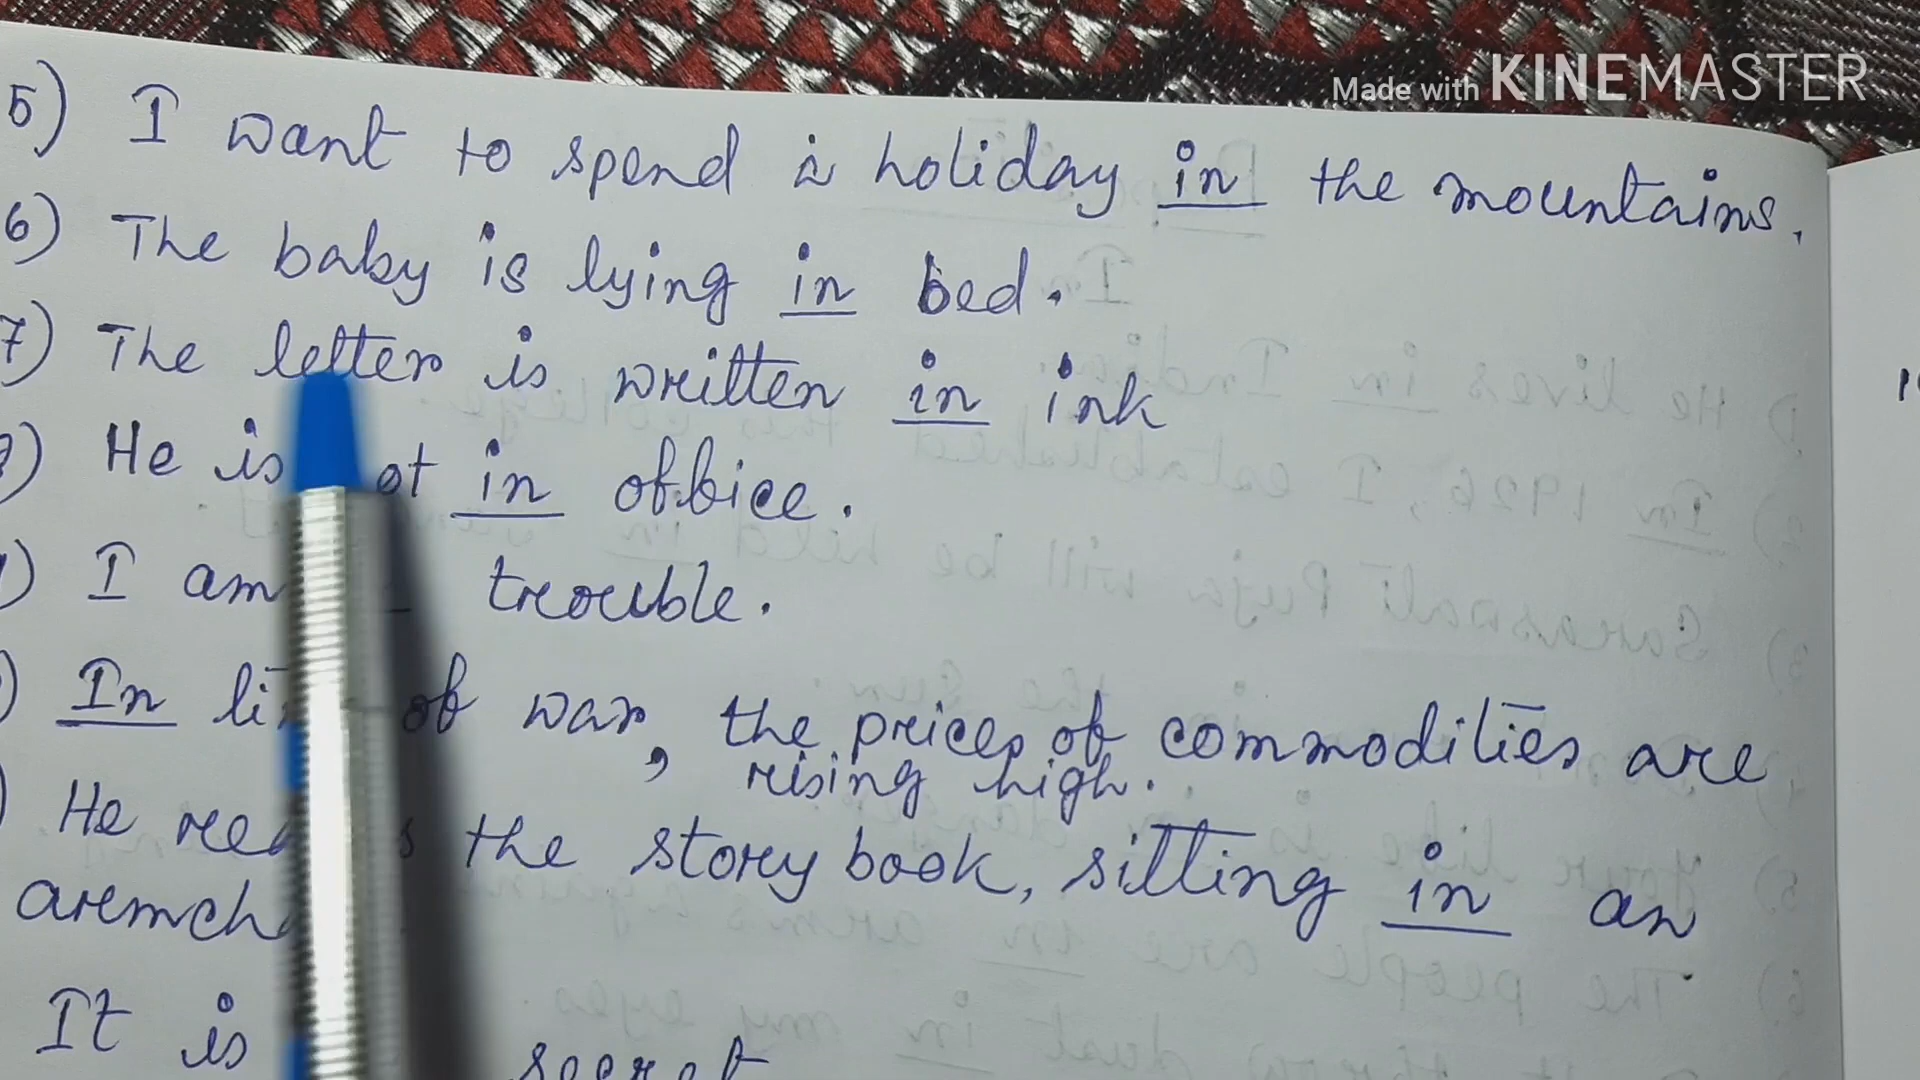 Made with KINEMASTER
5) I want to spend a holiday in the mountains.
6) The baby is lying in bed.
7) The letter is written in ink
) He is in office.
) I am trouble.
) In of war, the prices of commodities are
rising high.
) He the story book, sitting in an
It is secret